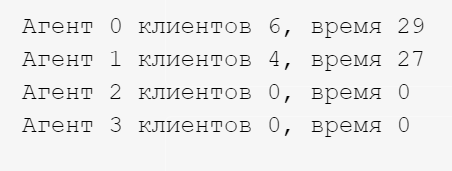 Агент 0 клиентов 6, время 29
Агент 1 клиентов 4, время 27
Агент 2 клиентов 0, время 0
Агент 3 клиентов 0, время 0